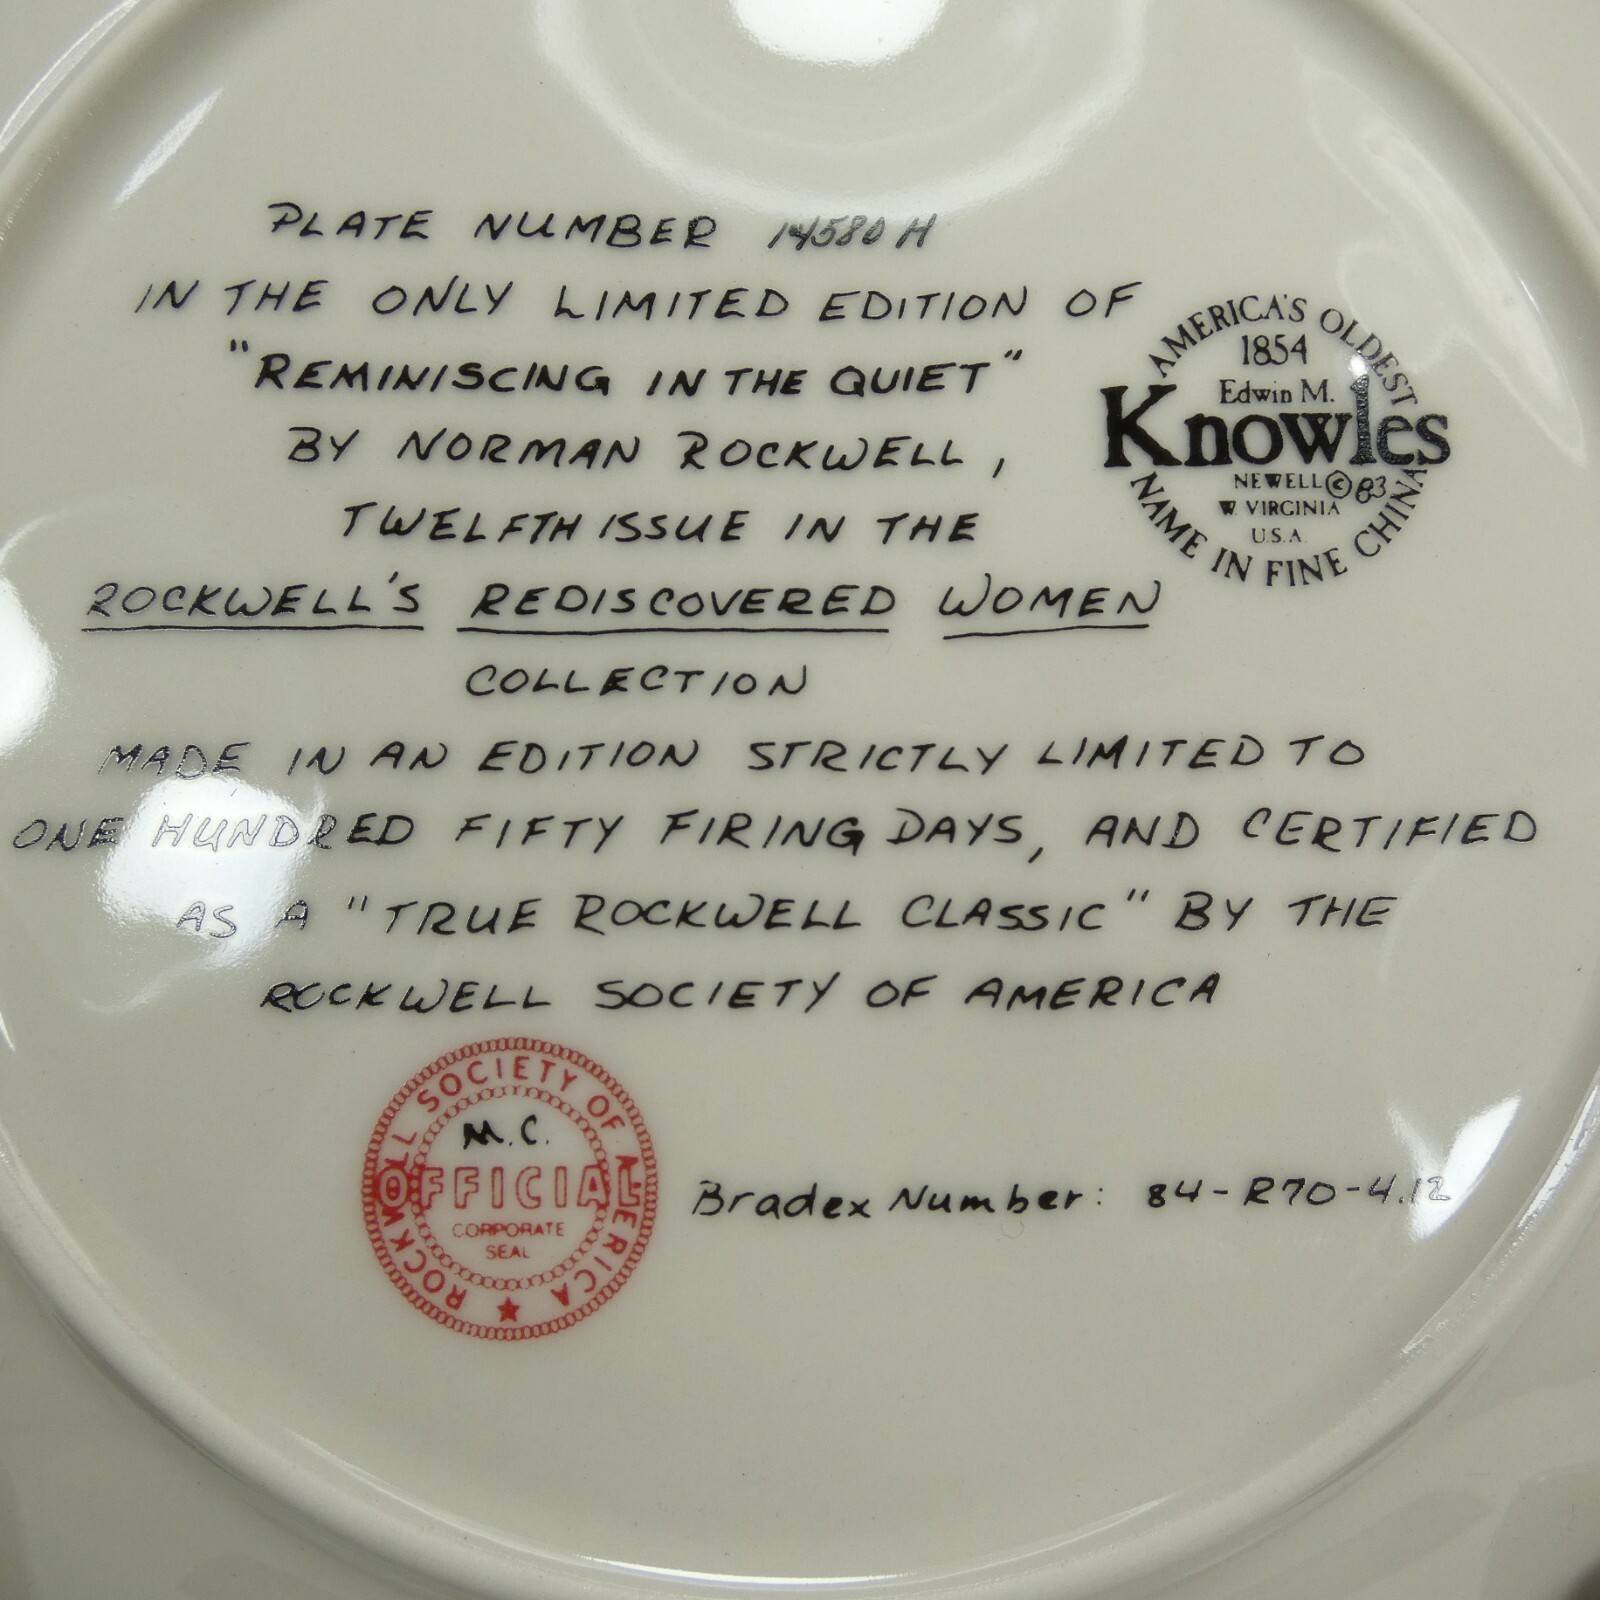 PLATE NUMBER 14580 H
IN THE ONLY LIMITED EDITION OF
"REMINISCING IN THE QUIET"
BY NORMAN ROCKWELL,
TWELFTH ISSUE IN THE
ROCKWELL'S REDISCOVERED WOMEN
COLLECTION
MADE IN AN EDITION STRICTLY LIMITED TO
ONE HUNDRED FIFTY FIRING DAYS, AND CERTIFIED
AS A "TRUE ROCKWELL CLASSIC" BY THE
ROCKWELL SOCIETY OF AMERICA
AMERICA'S OLDEST
1854
Edwin M.
Knowles
NEWELL © 83
W. VIRGINIA
U.S.A.
NAME IN FINE CHINA
ROCKWELL SOCIETY OF AMERICA
M.C.
OFFICIAL
CORPORATE
SEAL
Bradex Number: 84-R70-4.12